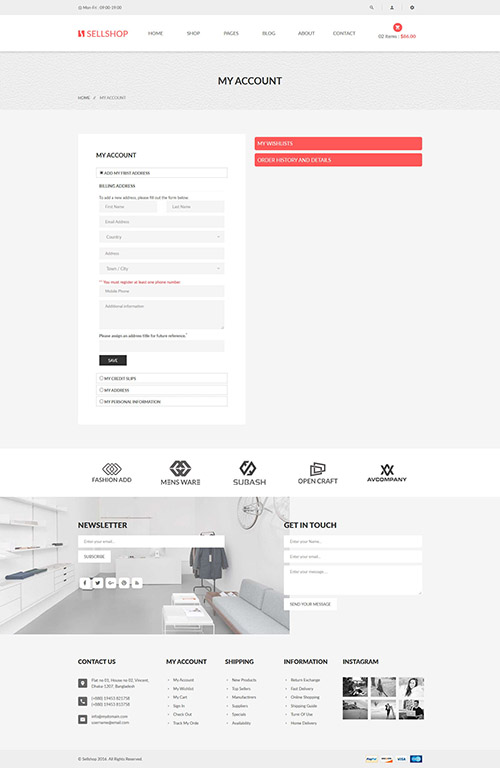 Mon-Fri : 09:00-19:00
SELLSHOP
HOME SHOP PAGES BLOG ABOUT CONTACT
02 items : $86.00
MY ACCOUNT
HOME // MY ACCOUNT
MY ACCOUNT
ADD MY FIRST ADDRESS
BILLING ADDRESS
To add a new address, please fill out the form below.
First Name Last Name
Email Address
Country
Address
Town / City
** You must register at least one phone number
Mobile Phone
Additional information
Please assign an address title for future reference.*
SAVE
MY CREDIT SLIPS
MY ADDRESS
MY PERSONAL INFORMATION
MY WISHLISTS
ORDER HISTORY AND DETAILS
FASHION ADD MENS WARE SUBASH OPEN CRAFT AVCOMPANY
NEWSLETTER
Enter your email...
SUBSCRIBE
GET IN TOUCH
Enter your Name...
Enter your email...
Enter your message...
SEND YOUR MESSAGE
CONTACT US
Flat no 01, House no 02, Vincent,
Dhaka 1207, Bangladesh
(+880) 19453 821758
(+880) 19453 815758
info@mydomain.com
username@email.com
MY ACCOUNT
My Account
My Wishlist
My Cart
Sign In
Check Out
Track My Orde
SHIPPING
New Products
Top Sellers
Manufactirers
Suppliers
Specials
Availability
INFORMATION
Return Exchange
Fast Delivery
Online Shopping
Shipping Guide
Turm Of Use
Home Delivery
INSTAGRAM
© Sellshop 2016. All Rights Reserved.
PayPal VISA